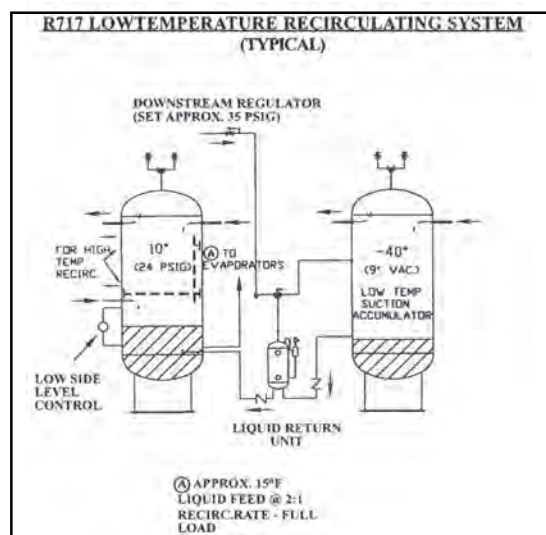 R717 LOWTEMPERATURE RECIRCULATING SYSTEM
(TYPICAL)
DOWNSTREAM REGULATOR
(SET APPROX. 35 PSIG)
10°
(24 PSIG)
FOR HIGH
TEMP
RECIRC.
Ⓐ TO
EVAPORATORS
-40°
(9" VAC.)
LOW TEMP
SUCTION
ACCUMULATOR
LOW SIDE
LEVEL
CONTROL
LIQUID RETURN
UNIT
Ⓐ APPROX. 15°F
LIQUID FEED @ 2:1
RECIRC.RATE - FULL
LOAD